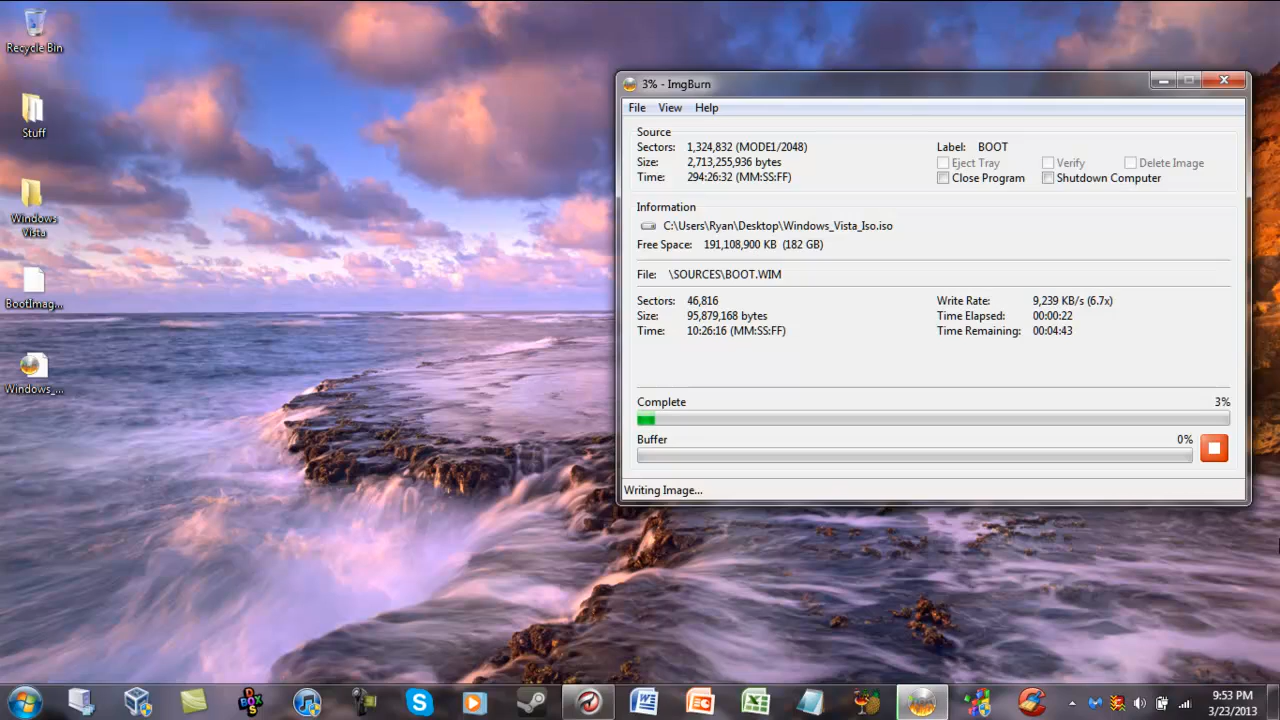 Recycle Bin
Stuff
Windows
Vista
BootImag...
Windows_...
3% - ImgBurn
File View Help
Source
Sectors: 1,324,832 (MODE1/2048)
Size: 2,713,255,936 bytes
Time: 294:26:32 (MM:SS:FF)
Label: BOOT
Eject Tray Verify Delete Image
Close Program Shutdown Computer
Information
C:\Users\Ryan\Desktop\Windows_Vista_Iso.iso
Free Space: 191,108,900 KB (182 GB)
File: \SOURCES\BOOT.WIM
Sectors: 46,816
Size: 95,879,168 bytes
Time: 10:26:16 (MM:SS:FF)
Write Rate: 9,239 KB/s (6.7x)
Time Elapsed: 00:00:22
Time Remaining: 00:04:43
Complete 3%
Buffer 0%
Writing Image...
9:53 PM
3/23/2013